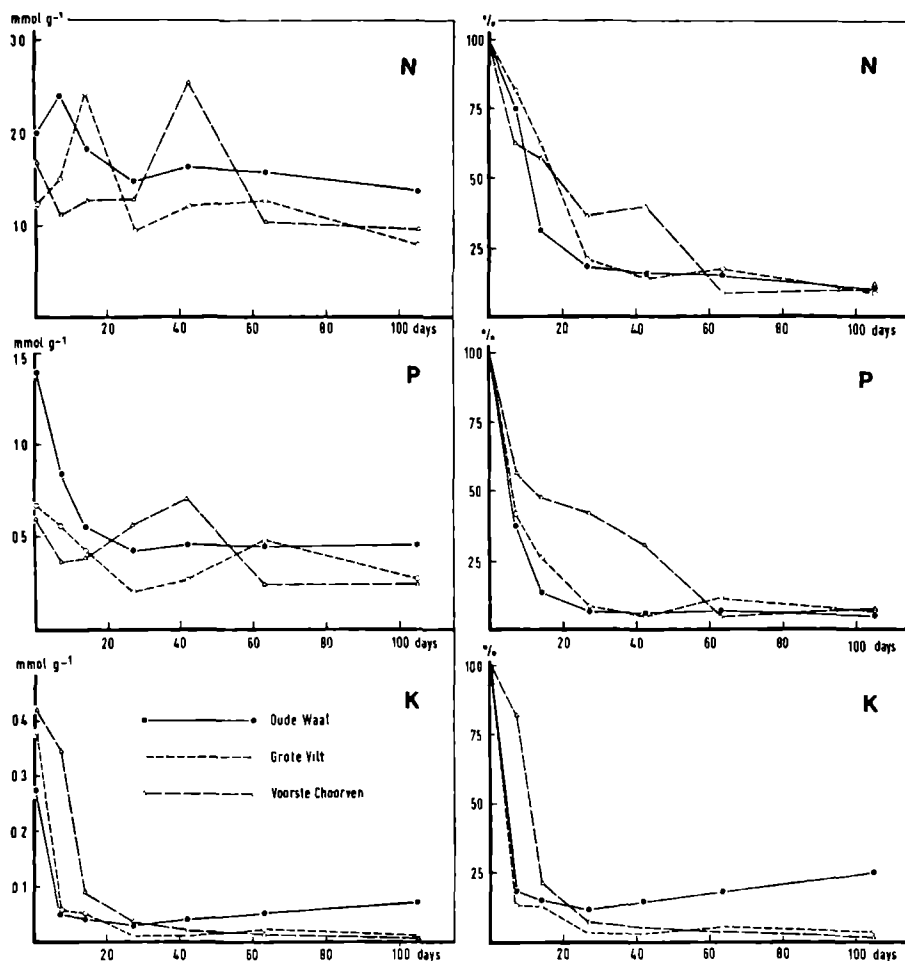 mmol g⁻¹
N
30
20
10
20 40 60 80 100 days
%
N
100
75
50
25
20 40 60 80 100 days
mmol g⁻¹
P
1 5
1 0
0 5
20 40 60 80 100 days
%
P
100
75
50
25
20 40 60 80 100 days
mmol g⁻¹
K
0 4
0 3
0 2
0 1
Oude Waal
Grote Vilt
Voorste Choorven
20 40 60 80 100 days
%
K
100
75
50
25
20 40 60 80 100 days